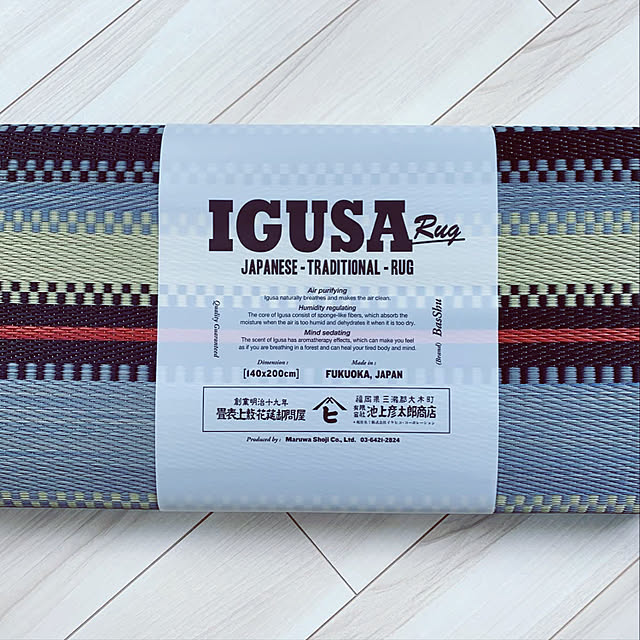 IGUSA Rug
JAPANESE - TRADITIONAL - RUG
Air purifying
Igusa naturally breathes and makes the air clean.
Humidity regulating
The core of Igusa consist of sponge-like fibers, which absorb the
moisture when the air is too humid and dehydrates it when it is too dry.
Mind sedating
The scent of Igusa has aromatherapy effects, which can make you feel
as if you are breathing in a forest and can heal your tired body and mind.
Quality Guaranteed
(Brand) BasShu
Dimension :
[140x200cm]
Made in :
FUKUOKA, JAPAN
創業明治十九年
畳表上敷花莚卸問屋
ヒ
福岡県三潴郡大木町
有限会社 池上彦太郎商店
Produced by : Maruwa Shoji Co., Ltd. 03-6421-2824